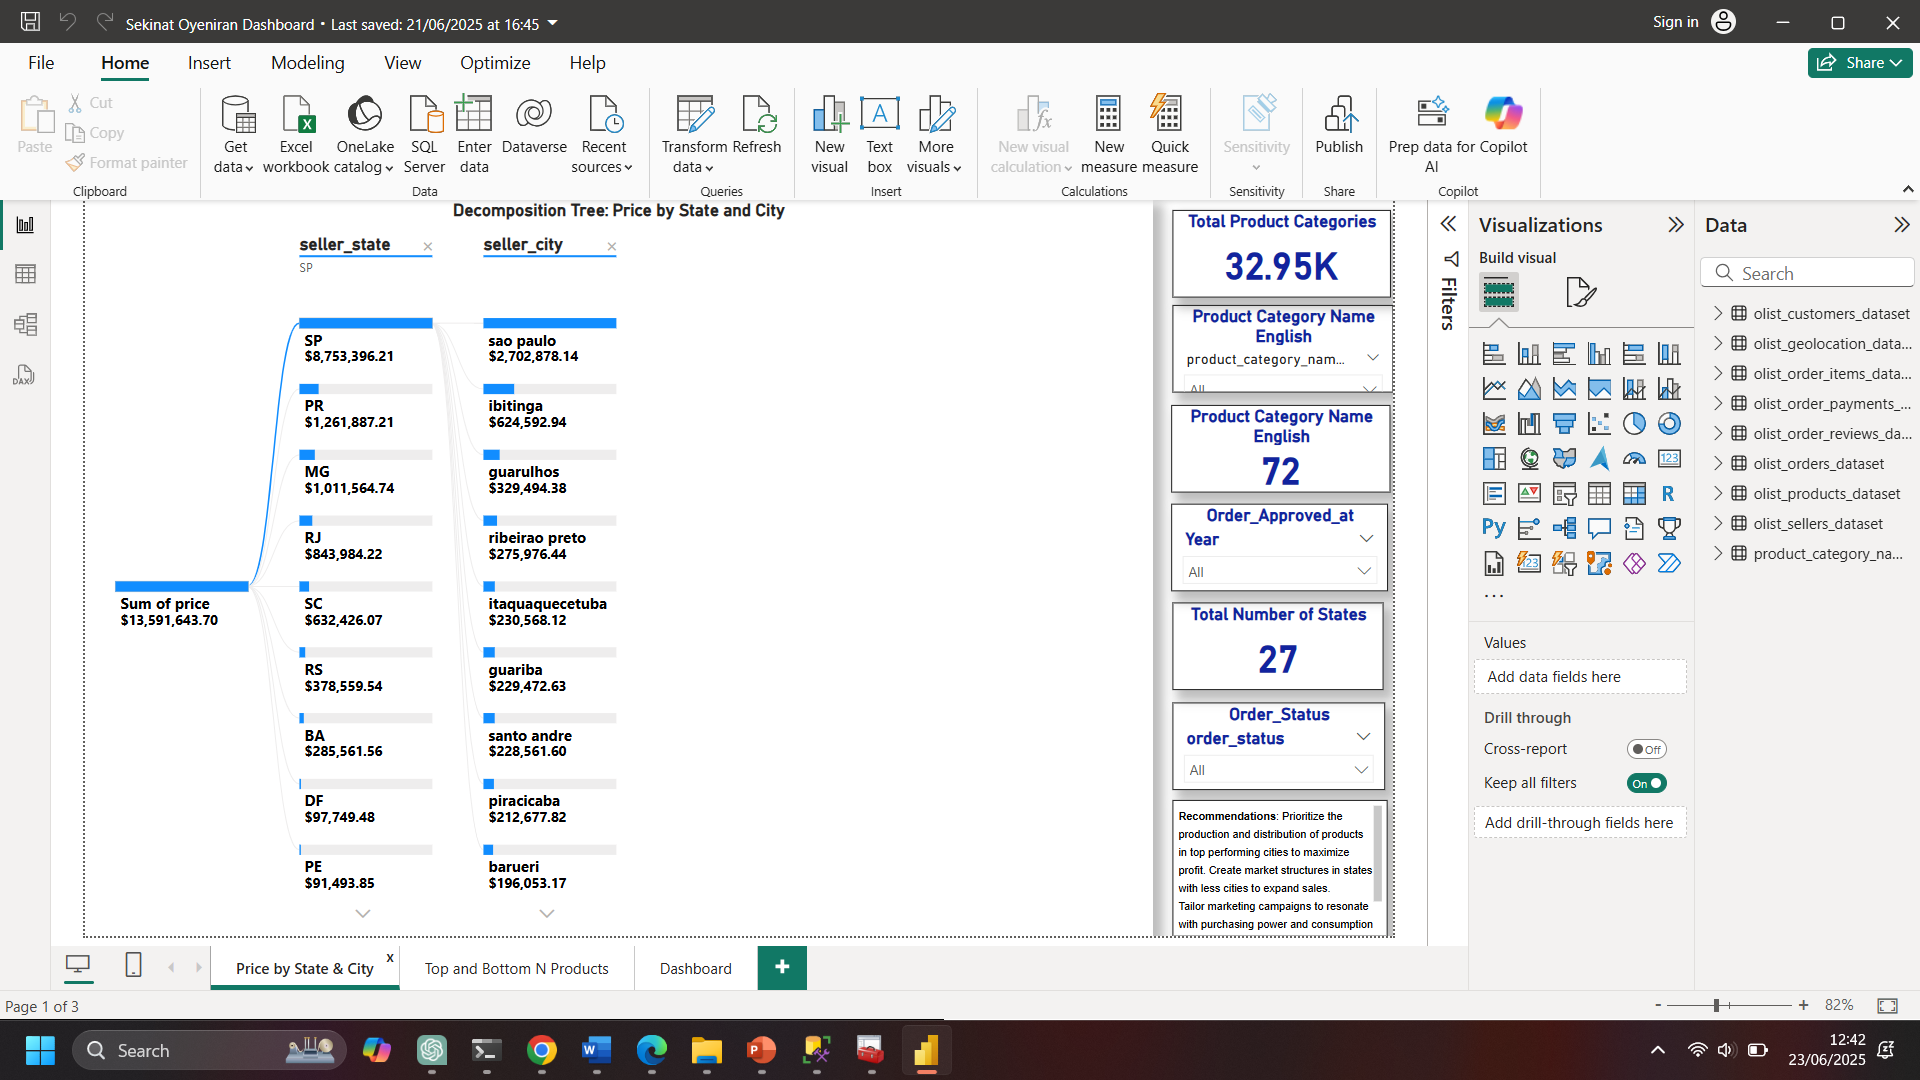 Sekinat Oyeniran Dashboard • Last saved: 21/06/2025 at 16:45
Sign in
File
Home
Insert
Modeling
View
Optimize
Help
Share
Paste
Cut
Copy
Format painter
Clipboard
Get data
Excel workbook
OneLake catalog
SQL Server
Enter data
Dataverse
Recent sources
Data
Transform data
Refresh
Queries
New visual
Text box
More visuals
Insert
New visual calculation
New measure
Quick measure
Calculations
Sensitivity
Sensitivity
Publish
Share
Prep data for AI
Copilot
Copilot
Decomposition Tree: Price by State and City
seller_state
SP
seller_city
Sum of price
$13,591,643.70
SP
$8,753,396.21
PR
$1,261,887.21
MG
$1,011,564.74
RJ
$843,984.22
SC
$632,426.07
RS
$378,559.54
BA
$285,561.56
DF
$97,749.48
PE
$91,493.85
sao paulo
$2,702,878.14
ibitinga
$624,592.94
guarulhos
$329,494.38
ribeirao preto
$275,976.44
itaquaquecetuba
$230,568.12
guariba
$229,472.63
santo andre
$228,561.60
piracicaba
$212,677.82
barueri
$196,053.17
Total Product Categories
32.95K
Product Category Name
English
product_category_nam...
All
Product Category Name
English
72
Order_Approved_at
Year
All
Total Number of States
27
Order_Status
order_status
All
Recommendations: Prioritize the
production and distribution of products
in top performing cities to maximize
profit. Create market structures in states
with less cities to expand sales.
Tailor marketing campaigns to resonate
with purchasing power and consumption
Filters
Visualizations
Build visual
123
R
Py
123
...
Values
Add data fields here
Drill through
Cross-report
Off
Keep all filters
On
Add drill-through fields here
Data
Search
olist_customers_dataset
olist_geolocation_data...
olist_order_items_data...
olist_order_payments_...
olist_order_reviews_da...
olist_orders_dataset
olist_products_dataset
olist_sellers_dataset
product_category_na...
DAX
Price by State & City
x
Top and Bottom N Products
Dashboard
+
Page 1 of 3
- + 82%
Search
12:42
23/06/2025